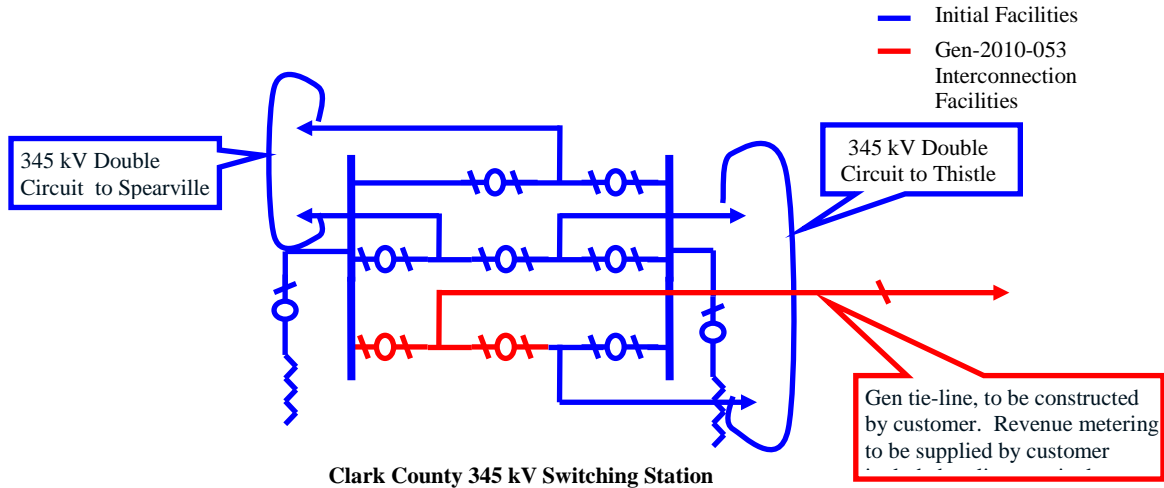 Initial Facilities
Gen-2010-053
Interconnection
Facilities
345 kV Double
Circuit to Spearville
345 kV Double
Circuit to Thistle
Gen tie-line, to be constructed
by customer. Revenue metering
to be supplied by customer
Clark County 345 kV Switching Station